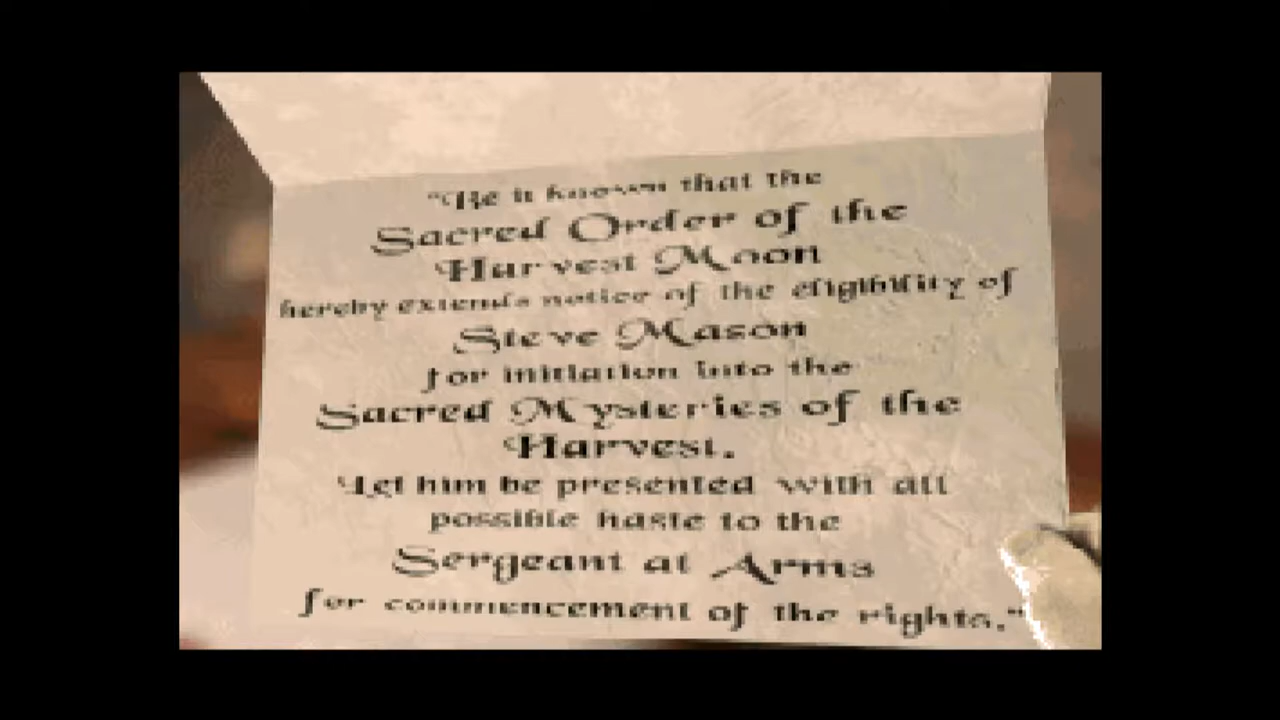 "Be it known that the
Sacred Order of the
Harvest Moon
hereby extends notice of the eligibility of
Steve Mason
for initiation into the
Sacred Mysteries of the
Harvest.
Let him be presented with all
possible haste to the
Sergeant at Arms
for commencement of the rights."